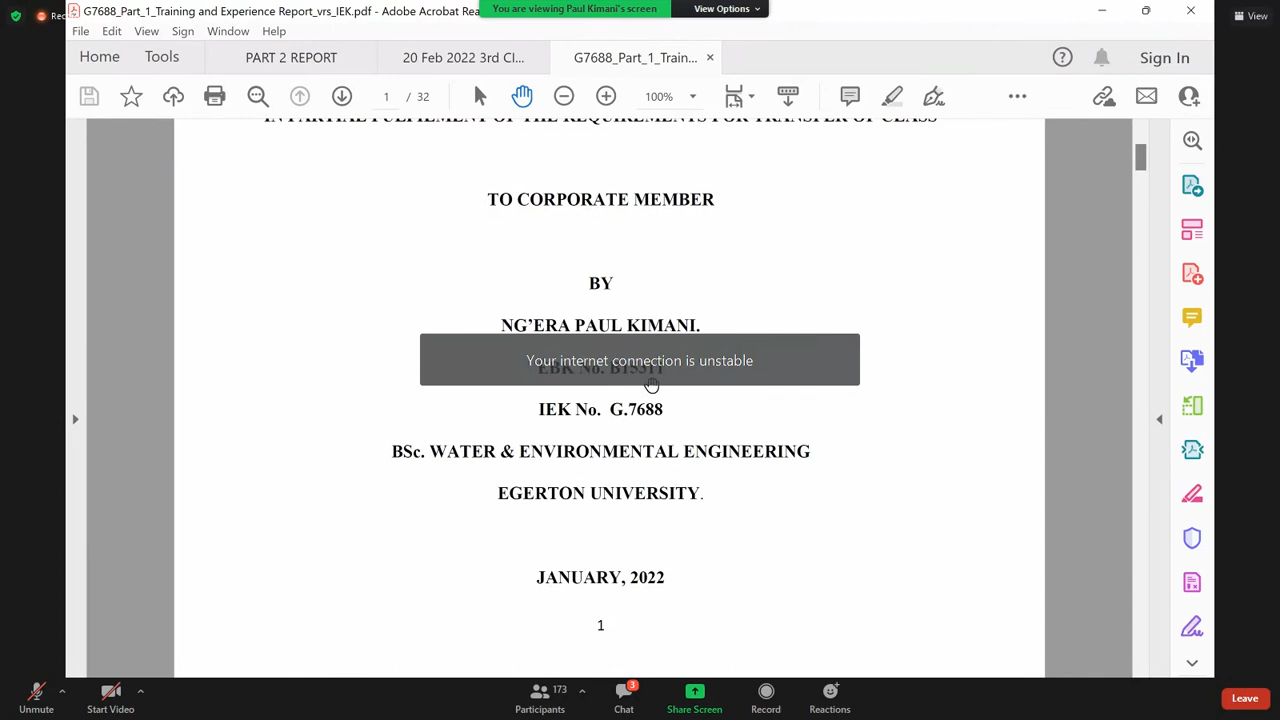 G7688_Part_1_Training and Experience Report_vrs_IEK.pdf - Adobe Acrobat Rea
You are viewing Paul Kimani's screen
View Options
View
File Edit View Sign Window Help
Home Tools PART 2 REPORT 20 Feb 2022 3rd Cl... G7688_Part_1_Train... Sign In
1 / 32 100%
IN PARTIAL FULFILMENT OF THE REQUIREMENTS FOR TRANSFER OF CLASS
TO CORPORATE MEMBER
BY
NG'ERA PAUL KIMANI.
Your internet connection is unstable
EBK No.
IEK No. G.7688
BSc. WATER & ENVIRONMENTAL ENGINEERING
EGERTON UNIVERSITY.
JANUARY, 2022
1
Unmute Start Video Participants 173 Chat 3 Share Screen Record Reactions Leave